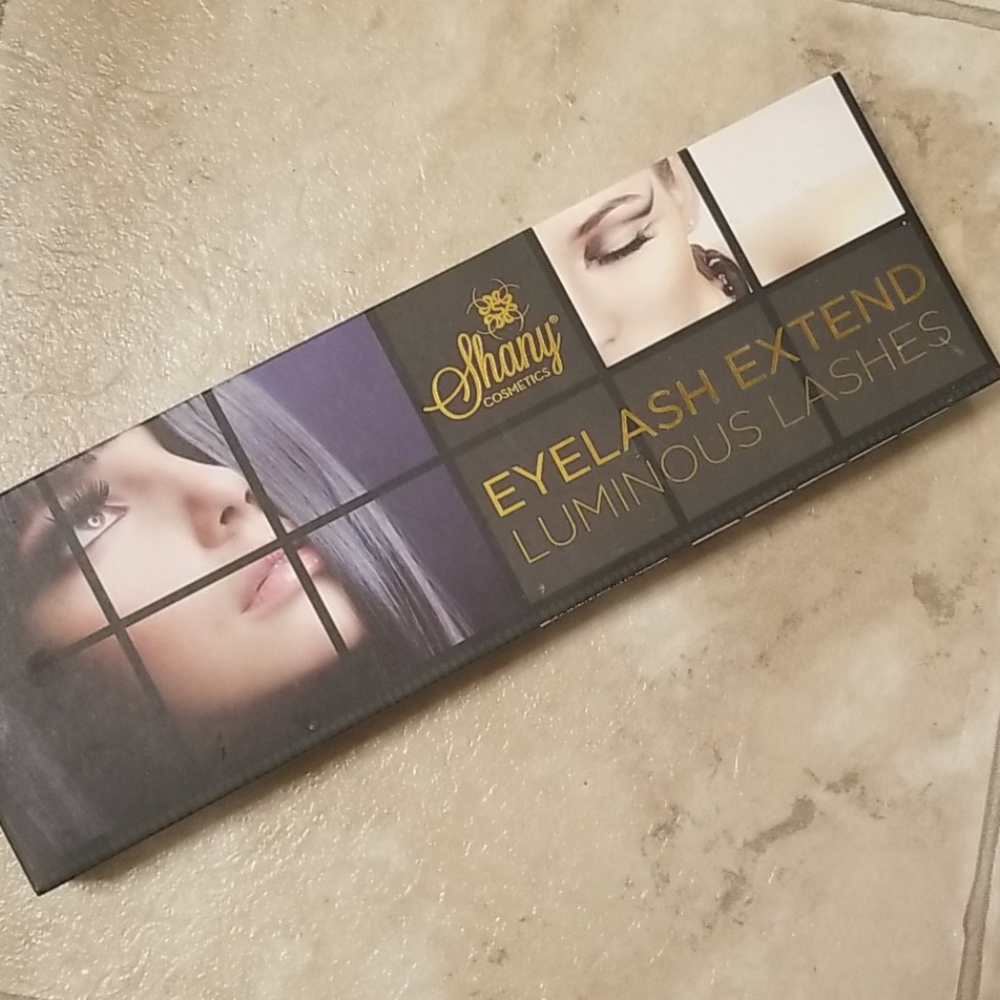 Shany®
COSMETICS
EYELASH EXTEND
LUMINOUS LASHES